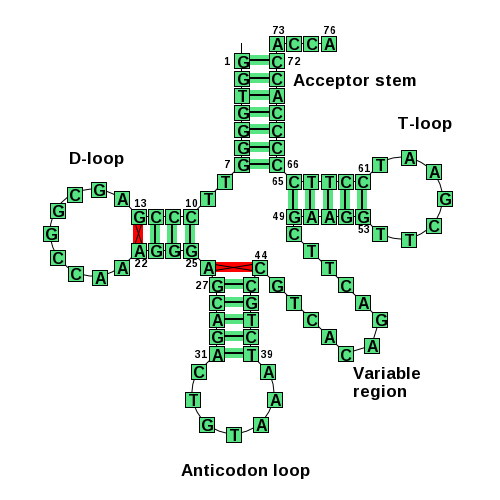 73 76
A C C A
1 G C 72
G C
Acceptor stem
T A
G C
T-loop
G C
D-loop
G C
7 G C 66
T A A
61
65 C T T C C
T
A G C
13 10
T
G
49 G A A G G 53
G G C C C
C
T T
G
C
A G G G A
22 25
T
44
C C A A
A C
T
27 G C
G
C
C G
T
A
A T
C
G
G C
A
A
31 A T 39
C
C A
Variable
region
T A
G T A
Anticodon loop